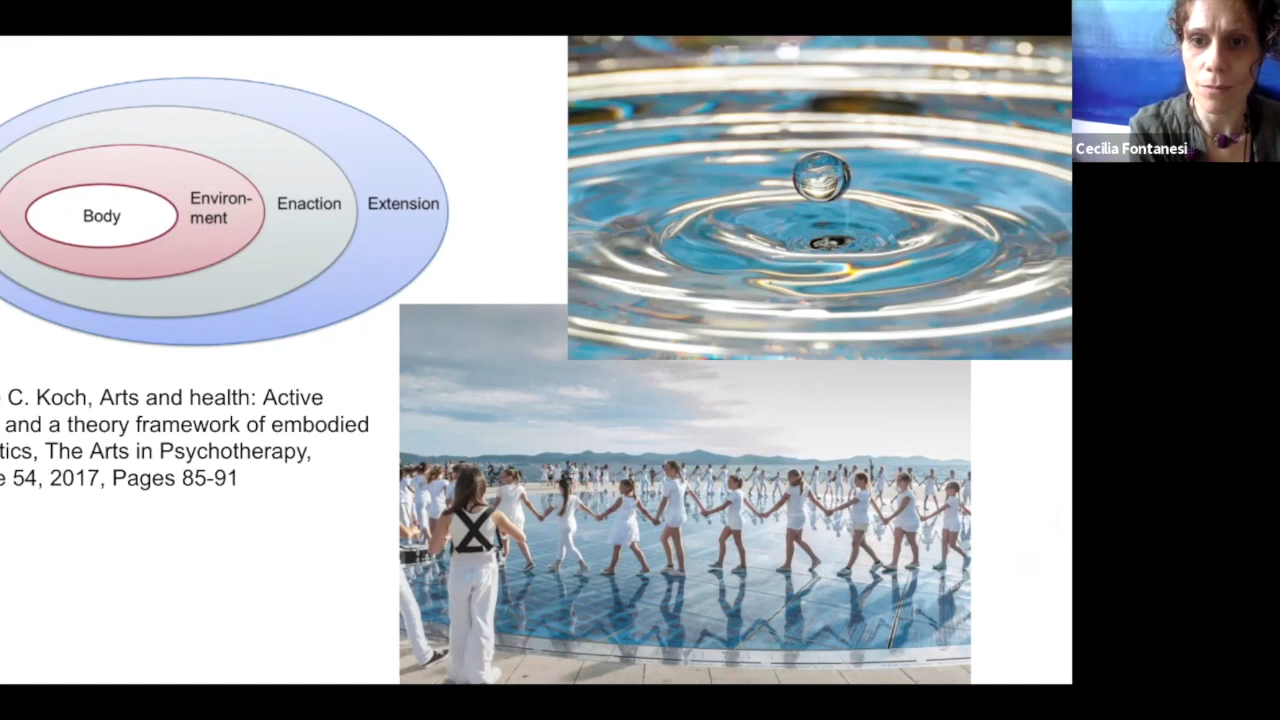 Body
Environ-
ment
Enaction
Extension
C. Koch, Arts and health: Active
and a theory framework of embodied
tics, The Arts in Psychotherapy,
e 54, 2017, Pages 85-91
Cecilia Fontanesi